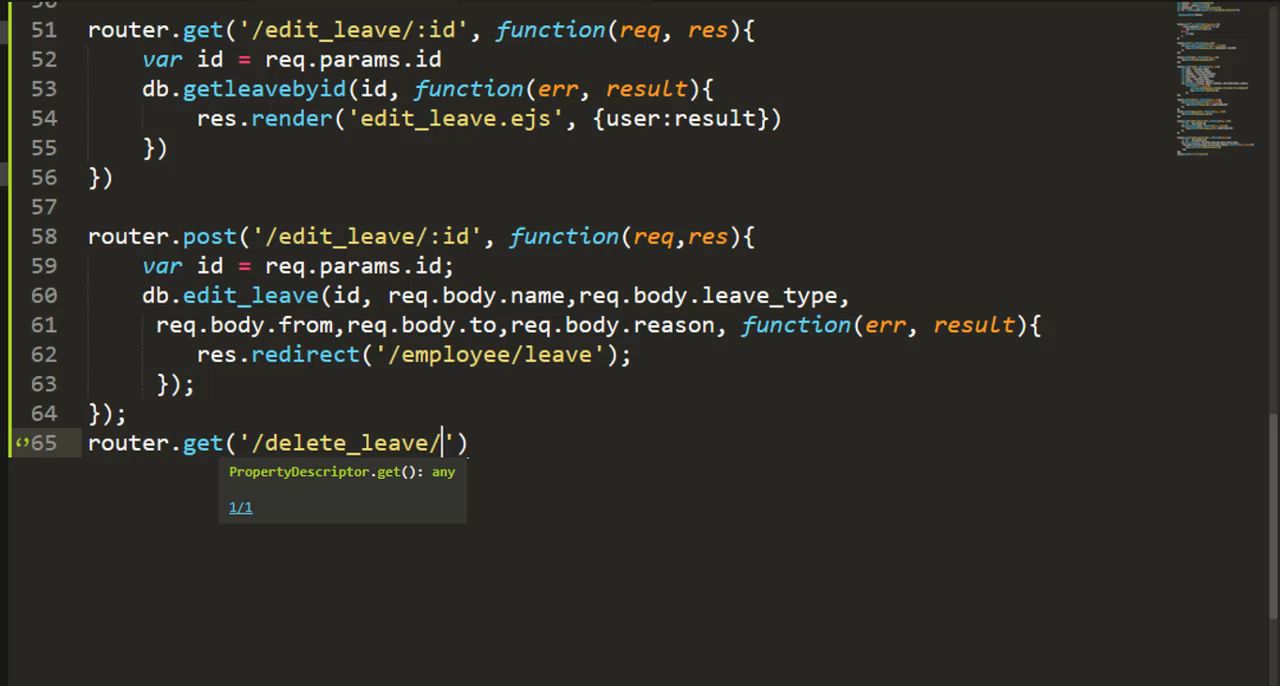 51 router.get('/edit_leave/:id', function(req, res){
52 var id = req.params.id
53 db.getleavebyid(id, function(err, result){
54 res.render('edit_leave.ejs', {user:result})
55 })
56 })
57
58 router.post('/edit_leave/:id', function(req,res){
59 var id = req.params.id;
60 db.edit_leave(id, req.body.name,req.body.leave_type,
61 req.body.from,req.body.to,req.body.reason, function(err, result){
62 res.redirect('/employee/leave');
63 });
64 });
65 router.get('/delete_leave/')
PropertyDescriptor.get(): any
1/1